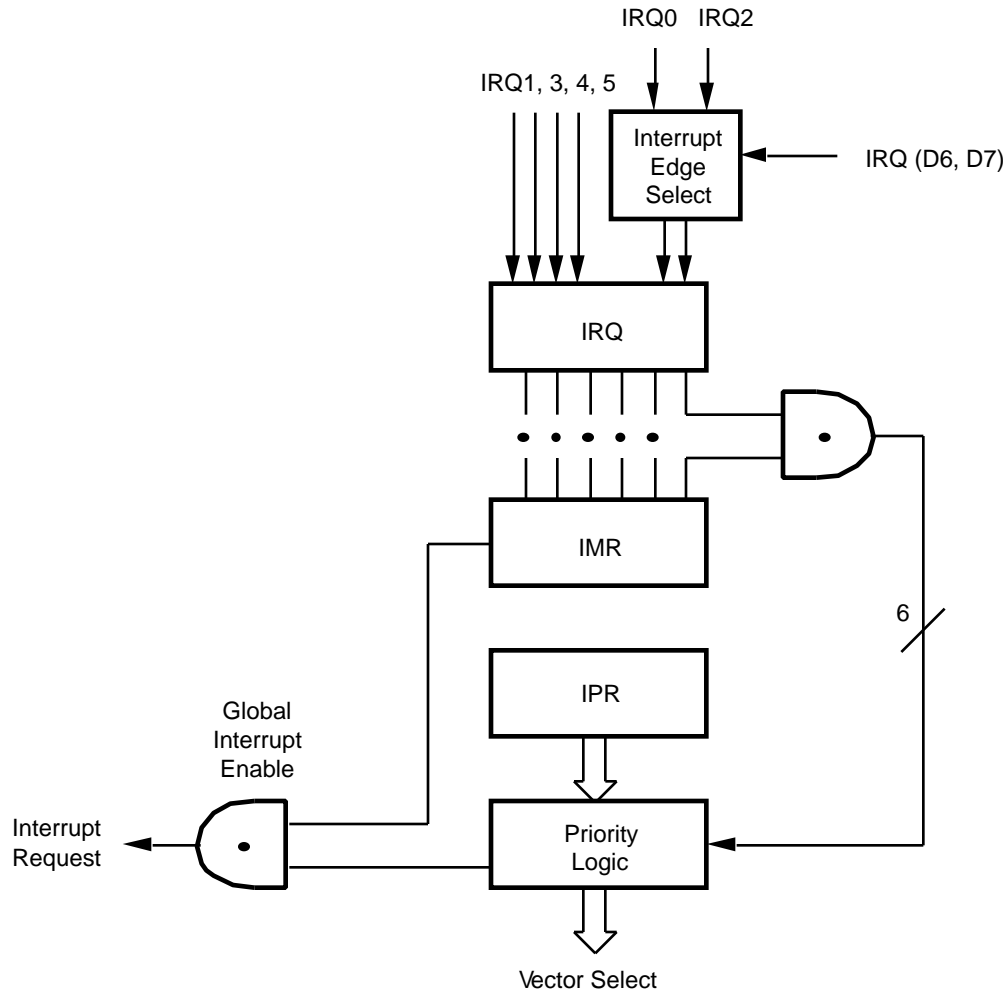 IRQ0 IRQ2
IRQ1, 3, 4, 5
Interrupt
Edge
Select
IRQ (D6, D7)
IRQ
IMR
6
IPR
Global
Interrupt
Enable
Interrupt
Request
Priority
Logic
Vector Select